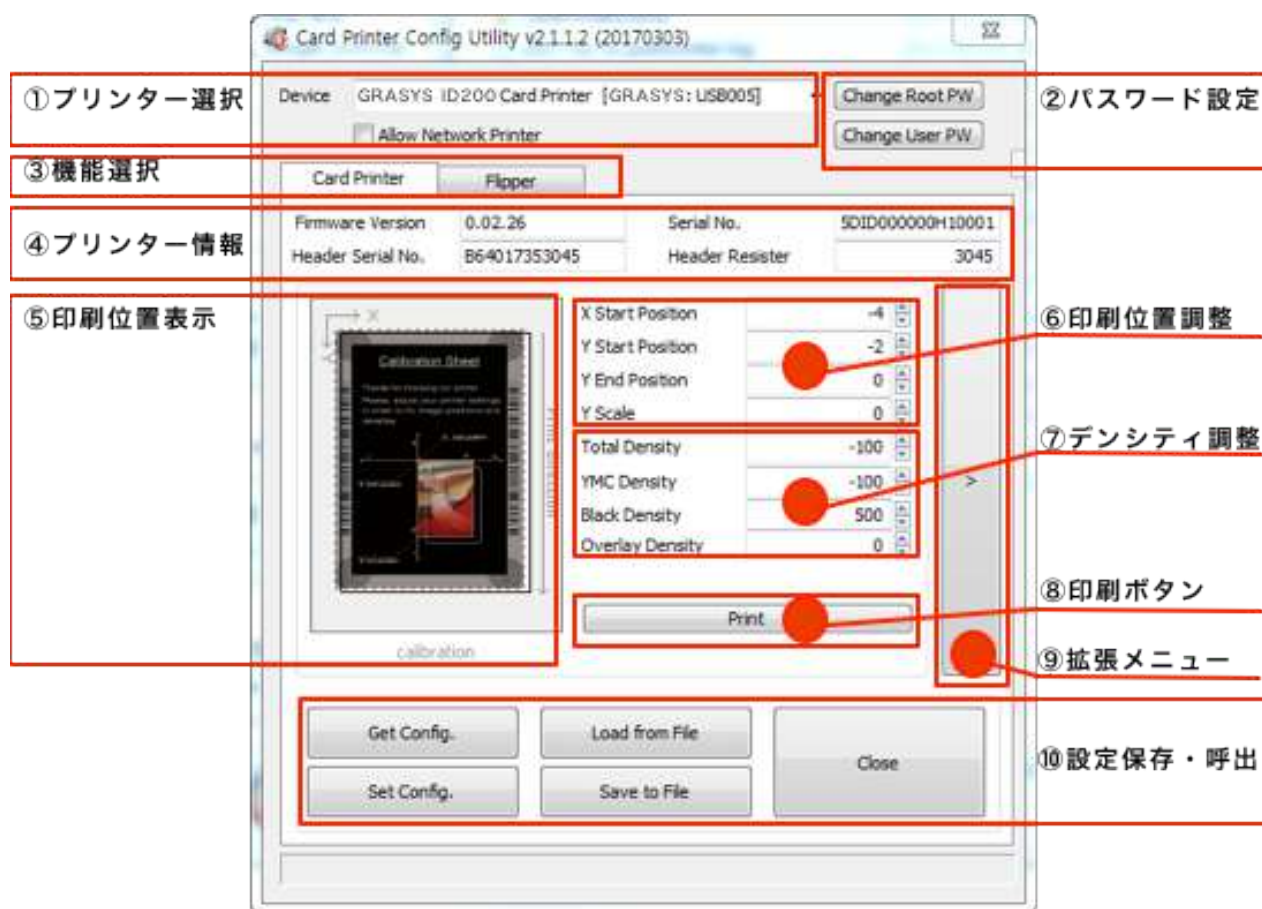 Card Printer Config Utility v2.1.1.2 (20170303)
①プリンター選択
Device GRASYS ID200 Card Printer [GRASYS: USB005]
Change Root PW
②パスワード設定
Allow Network Printer
Change User PW
③機能選択
Card Printer Flipper
④プリンター情報
Firmware Version 0.02.26 Serial No. SDID000000H10001
Header Serial No. B64017353045 Header Resister 3045
⑤印刷位置表示
X
Calibration Sheet
calibration
X Start Position -4
Y Start Position -2
Y End Position 0
Y Scale 0
⑥印刷位置調整
Total Density -100
YMC Density -100
Black Density 500
Overlay Density 0
⑦デンシティ調整
>
Print
⑧印刷ボタン
⑨拡張メニュー
Get Config. Load from File
Close
Set Config. Save to File
⑩設定保存・呼出